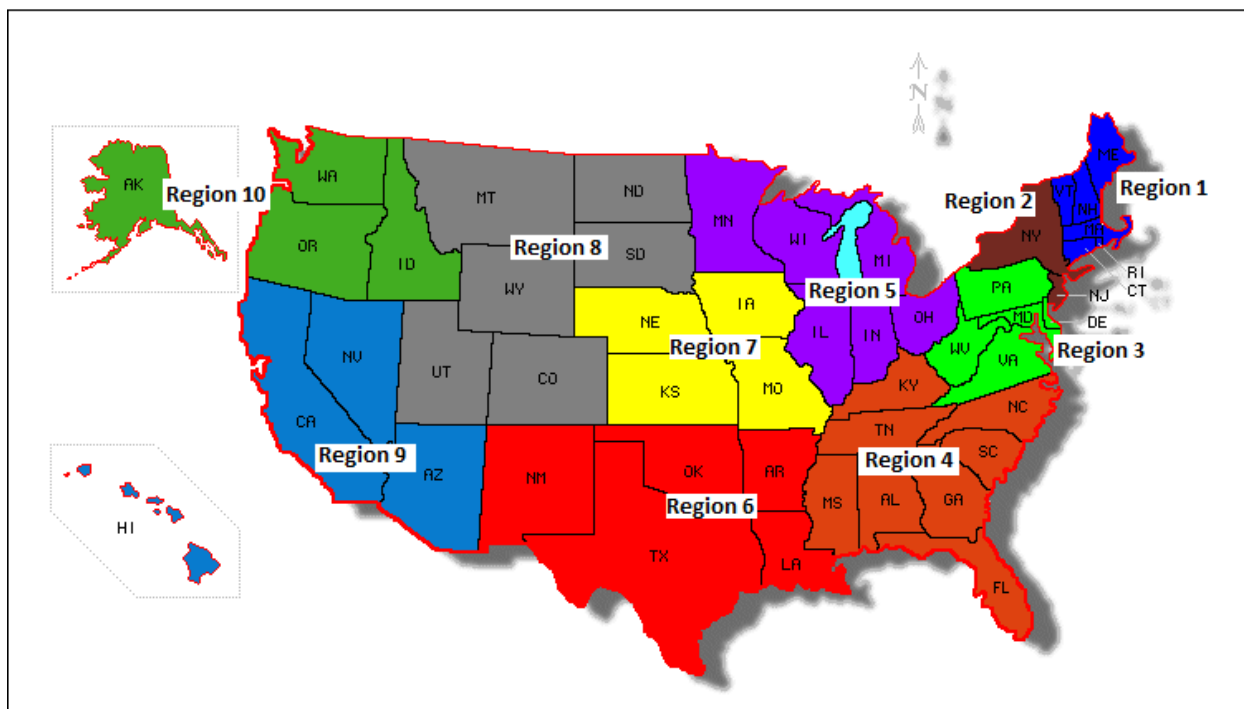 N
ME
AK
Region 10
WA
MT
ND
MN
VT
NH
Region 1
Region 2
MA
OR
ID
Region 8
SD
WI
MI
NY
RI
CT
WY
Region 5
PA
NJ
NE
IA
OH
MD
DE
NV
UT
CO
Region 7
IL
IN
WV
VA
Region 3
KS
MO
KY
CA
NC
TN
Region 9
AZ
NM
OK
AR
Region 4
SC
Region 6
MS
AL
GA
HI
TX
LA
FL